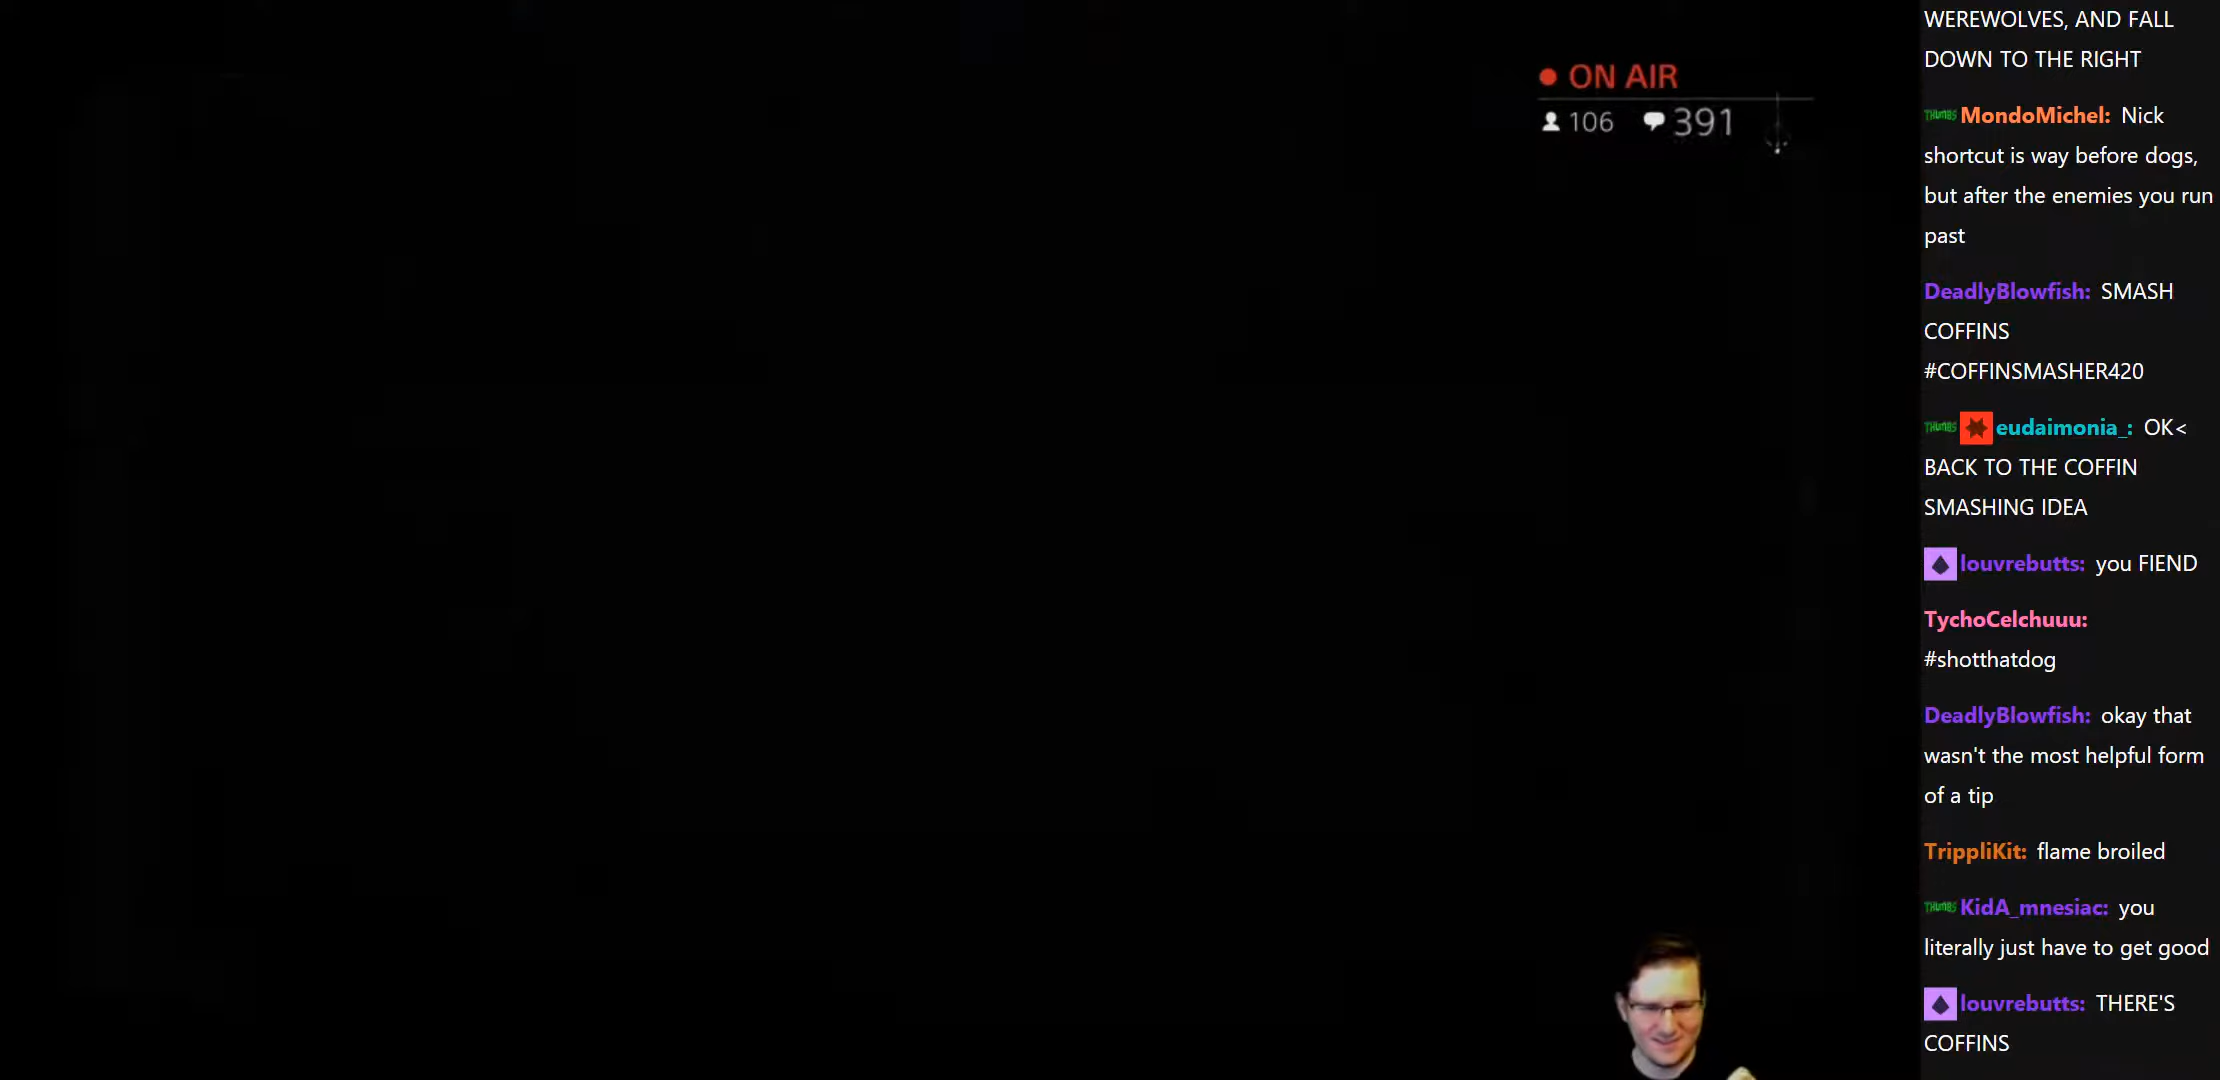 ON AIR
106 391
WEREWOLVES, AND FALL
DOWN TO THE RIGHT
THUMBS MondoMichel: Nick
shortcut is way before dogs,
but after the enemies you run
past
DeadlyBlowfish: SMASH
COFFINS
#COFFINSMASHER420
THUMBS eudaimonia_: OK<
BACK TO THE COFFIN
SMASHING IDEA
louvrebutts: you FIEND
TychoCelchuuu:
#shotthatdog
DeadlyBlowfish: okay that
wasn't the most helpful form
of a tip
TrippliKit: flame broiled
THUMBS KidA_mnesiac: you
literally just have to get good
louvrebutts: THERE'S
COFFINS